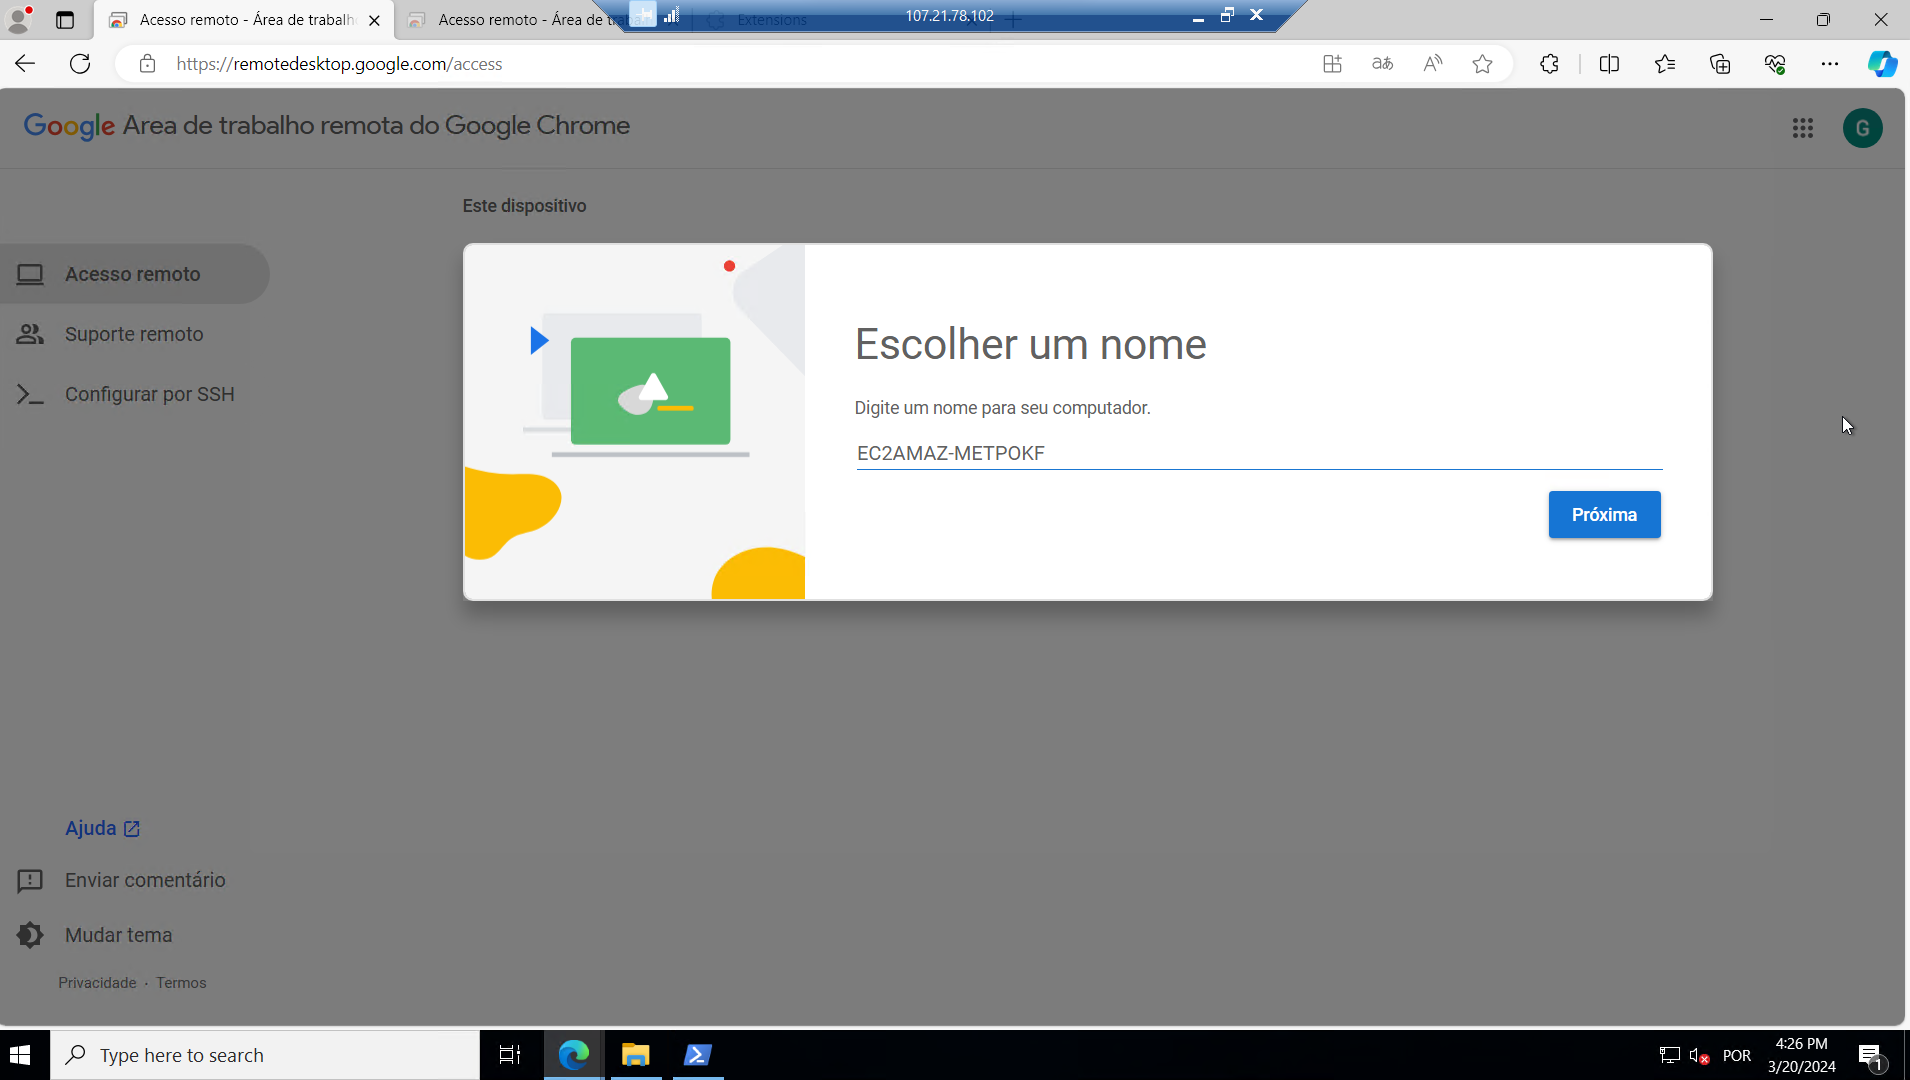 Acesso remoto - Área de trabalh
Acesso remoto - Área de traba
Extensions
107.21.78.102
https://remotedesktop.google.com/access
aあ
A
Google Área de trabalho remota do Google Chrome
G
Este dispositivo
Acesso remoto
Suporte remoto
Configurar por SSH
Escolher um nome
Digite um nome para seu computador.
EC2AMAZ-METPOKF
Próxima
Ajuda
Enviar comentário
Mudar tema
Privacidade · Termos
Type here to search
POR
4:26 PM
3/20/2024
1